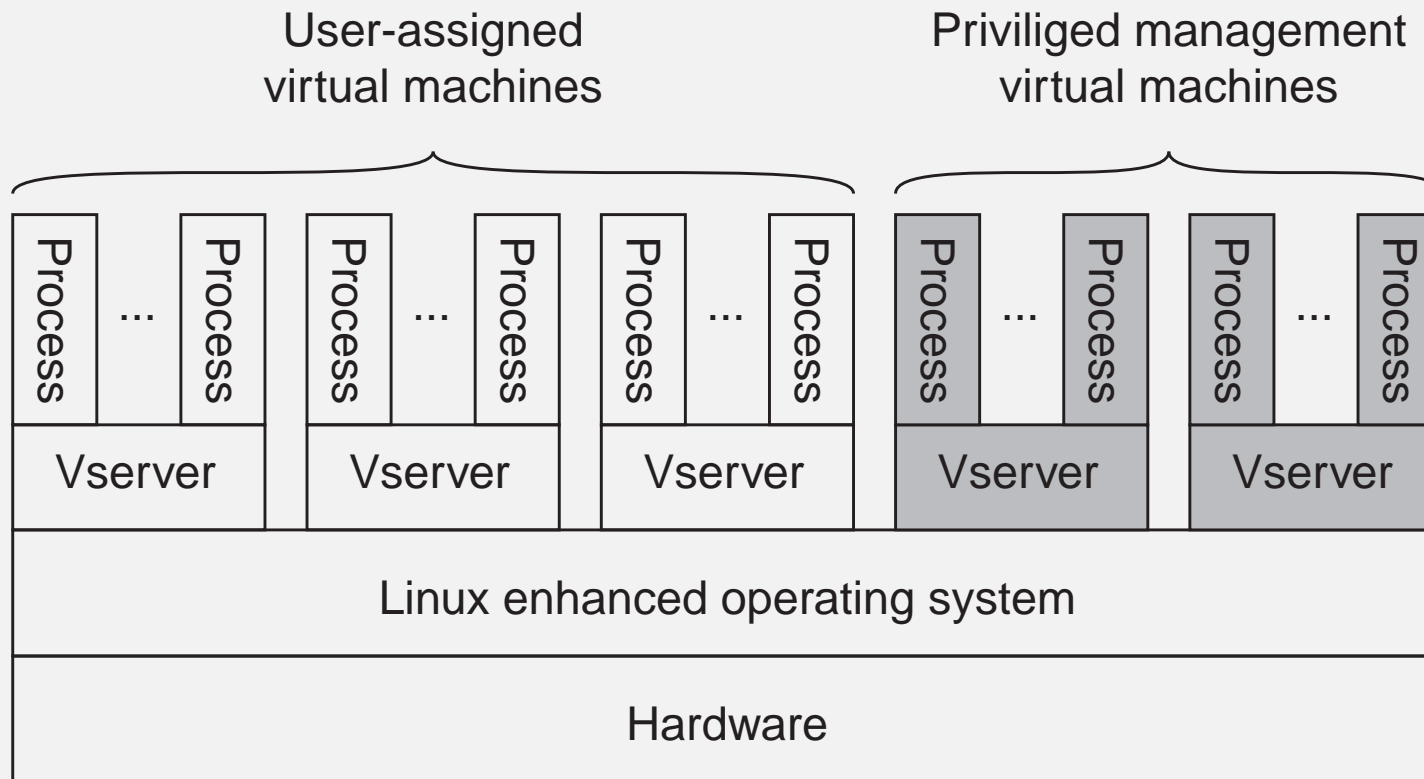 User-assigned
virtual machines
Priviliged management
virtual machines
Process ... Process Process ... Process Process ... Process Process ... Process Process ... Process
Vserver Vserver Vserver Vserver Vserver
Linux enhanced operating system
Hardware